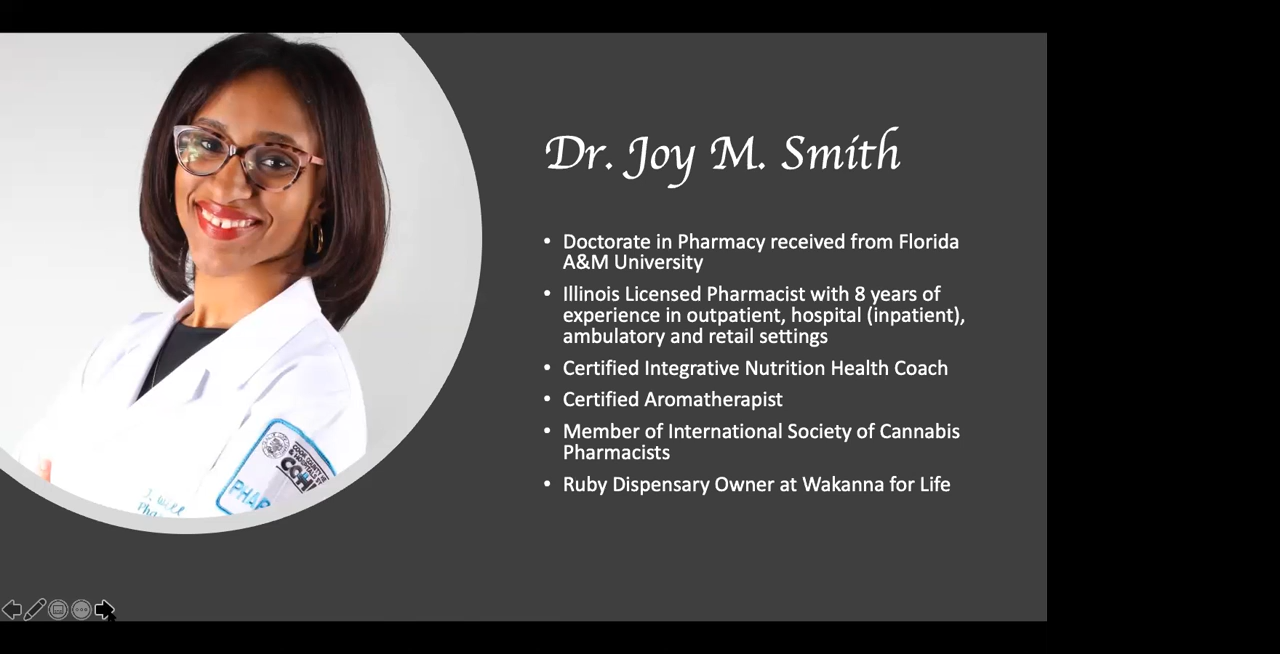 Dr. Joy M. Smith
• Doctorate in Pharmacy received from Florida
A&M University
• Illinois Licensed Pharmacist with 8 years of
experience in outpatient, hospital (inpatient),
ambulatory and retail settings
• Certified Integrative Nutrition Health Coach
• Certified Aromatherapist
• Member of International Society of Cannabis
Pharmacists
• Ruby Dispensary Owner at Wakanna for Life